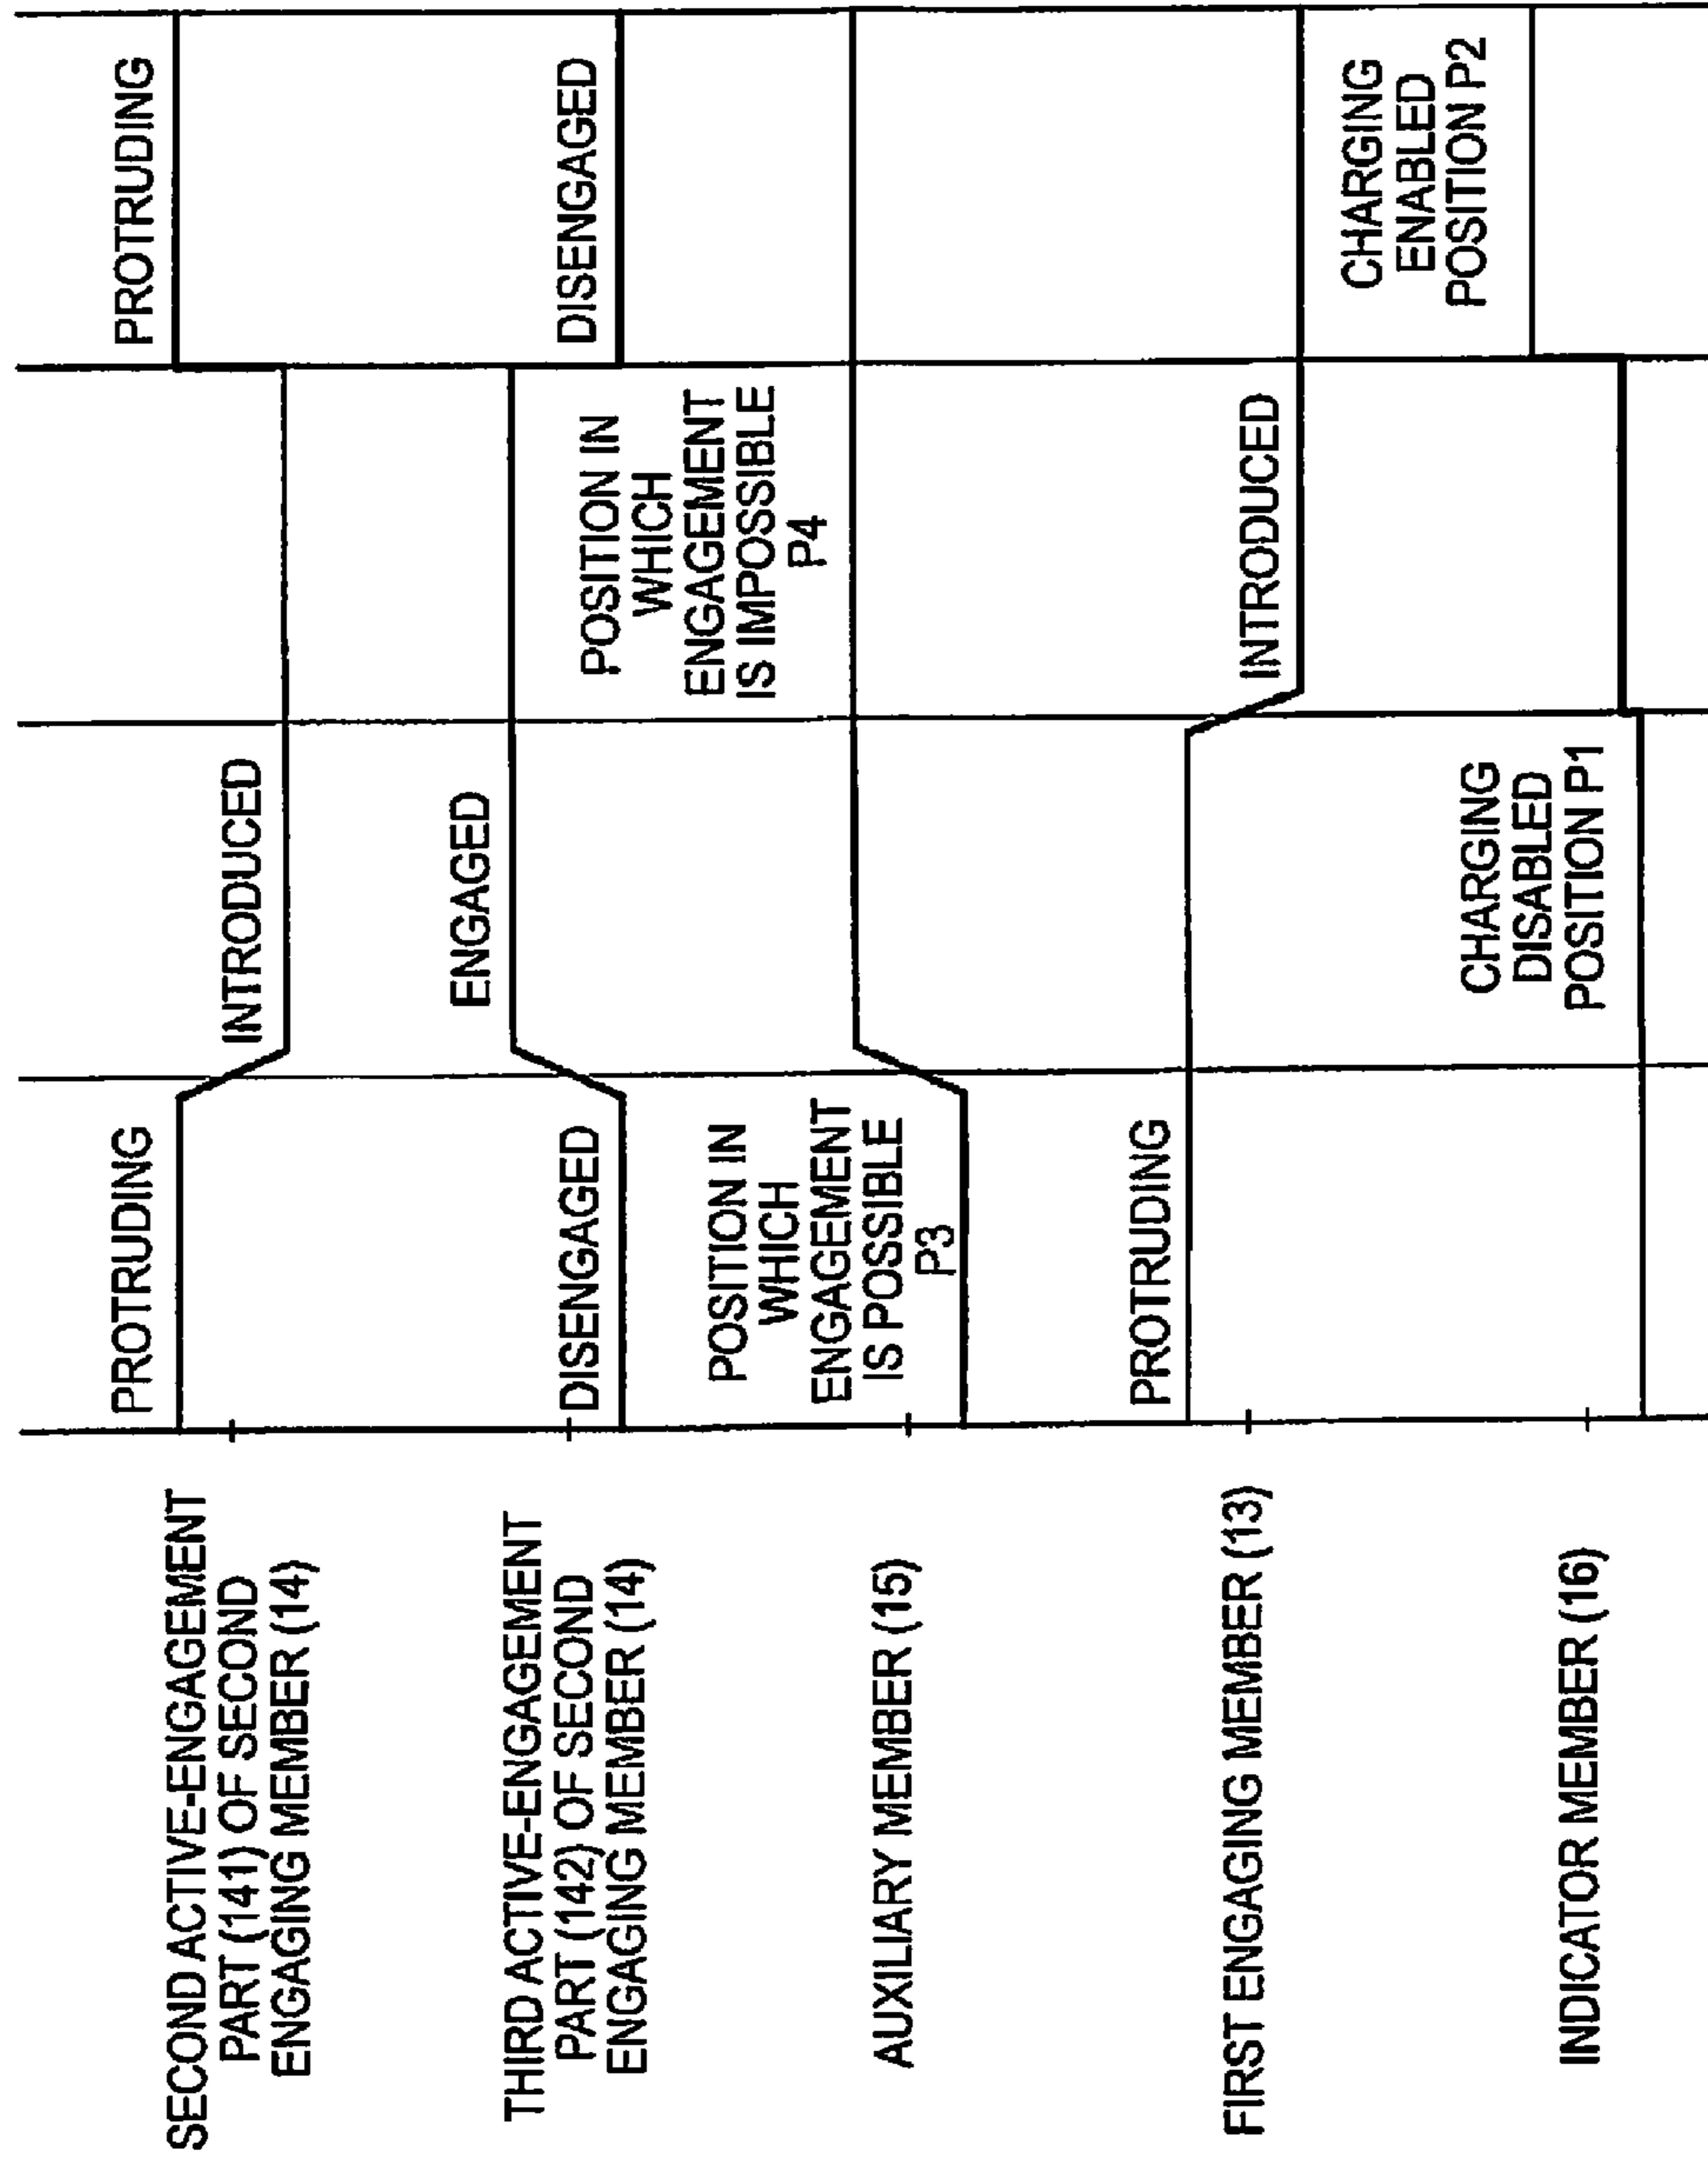 SECOND ACTIVE-ENGAGEMENT
PART (141) OF SECOND
ENGAGING MEMBER (14)
PROTRUDING
INTRODUCED
PROTRUDING
THIRD ACTIVE-ENGAGEMENT
PART (142) OF SECOND
ENGAGING MEMBER (14)
DISENGAGED
ENGAGED
DISENGAGED
AUXILIARY MEMBER (15)
POSITION IN
WHICH
ENGAGEMENT
IS POSSIBLE
P3
POSITION IN
WHICH
ENGAGEMENT
IS IMPOSSIBLE
P4
FIRST ENGAGING MEMBER (13)
PROTRUDING
INTRODUCED
INDICATOR MEMBER (16)
CHARGING
DISABLED
POSITION P1
CHARGING
ENABLED
POSITION P2